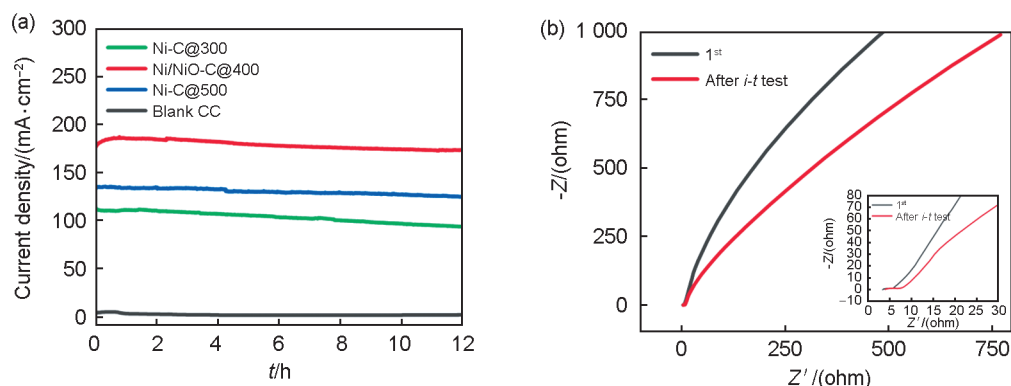 (a)
300
250
200
150
100
50
0
Current density/(mA·cm⁻²)
Ni-C@300
Ni/NiO-C@400
Ni-C@500
Blank CC
0 2 4 6 8 10 12
t/h
(b)
1 000
750
500
250
0
-Z/(ohm)
1st
After i-t test
0 250 500 750
Z′/(ohm)
80
70
60
50
40
30
20
10
0
−10
-Z/(ohm)
1st
After i-t test
0 5 10 15 20 25 30
Z′/(ohm)